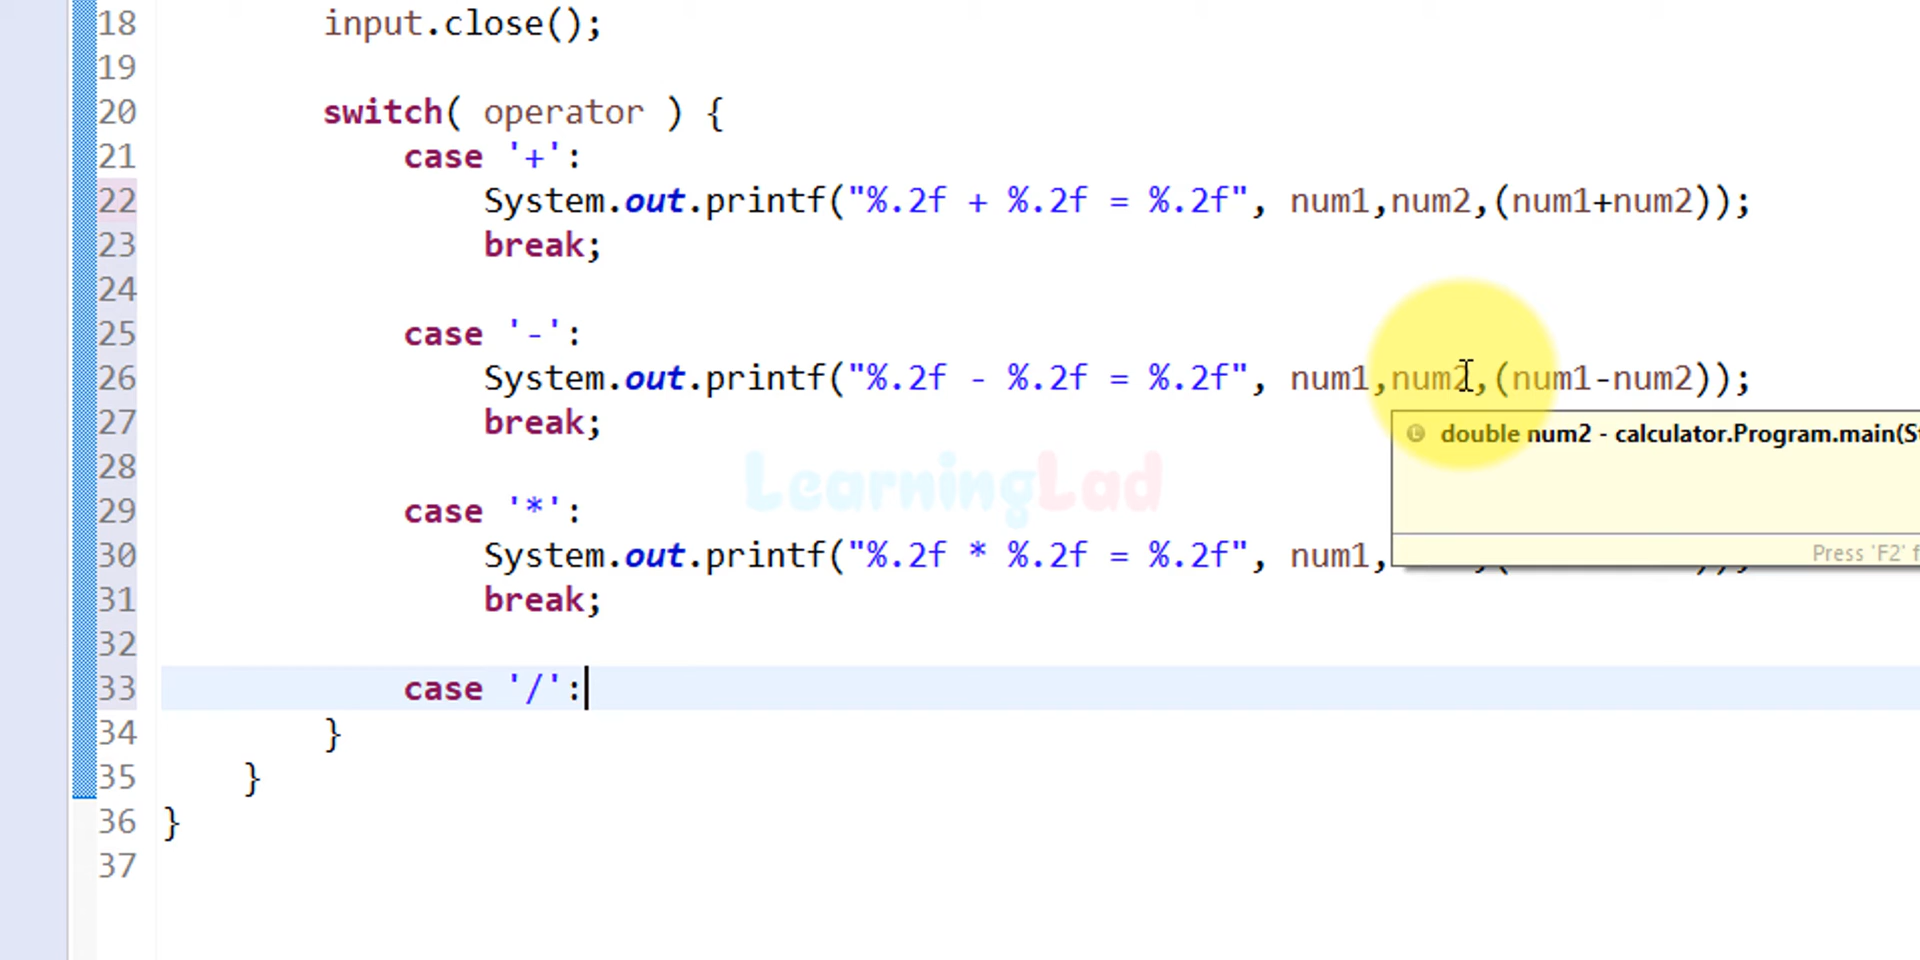 18 input.close();
19
20 switch( operator ) {
21 case '+':
22 System.out.printf("%.2f + %.2f = %.2f", num1,num2,(num1+num2));
23 break;
24
25 case '-':
26 System.out.printf("%.2f - %.2f = %.2f", num1,num2,(num1-num2));
27 break;
double num2 - calculator.Program.main(S
28
LearningLad
29 case '*':
30 System.out.printf("%.2f * %.2f = %.2f", num1,
Press 'F2' f
31 break;
32
33 case '/':
34 }
35 }
36 }
37